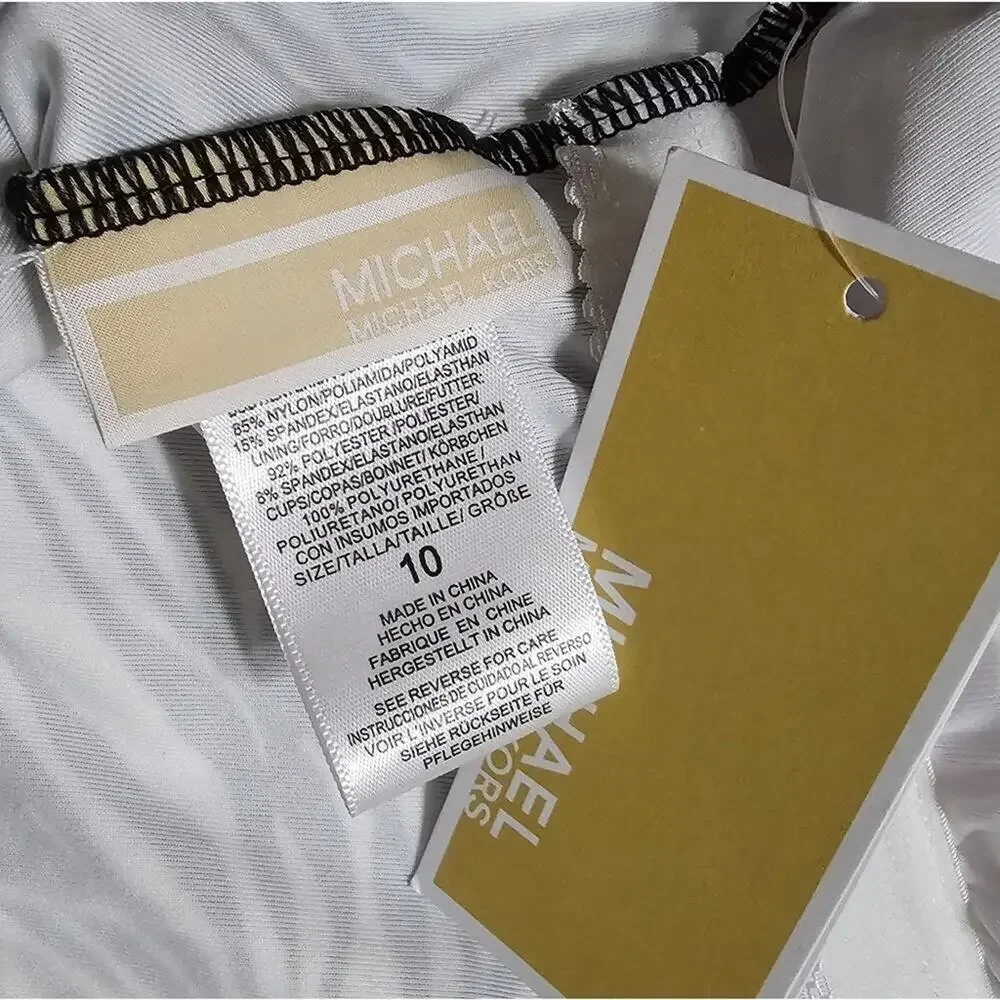 MICHAEL
MICHAEL KORS
85% NYLON/POLIAMIDA/POLYAMID
15% SPANDEX/ELASTANO/ELASTHAN
LINING/FORRO/DOUBLURE/FUTTER:
92% POLYESTER /POLIESTER/
8% SPANDEX/ELASTANO/ELASTHAN
CUPS/COPAS/BONNET/ KÖRBCHEN
100% POLYURETHANE /
POLIURETANO/ POLYURETHAN
CON INSUMOS IMPORTADOS
SIZE/TALLA/TAILLE/ GRÖßE
10
MADE IN CHINA
HECHO EN CHINA
FABRIQUE EN CHINE
HERGESTELLT IN CHINA
SEE REVERSE FOR CARE
INSTRUCCIONES DE CUIDADO AL REVERSO
VOIR L'INVERSE POUR LE SOIN
SIEHE RÜCKSEITE FÜR
PFLEGEHINWEISE
MICHAEL
KORS